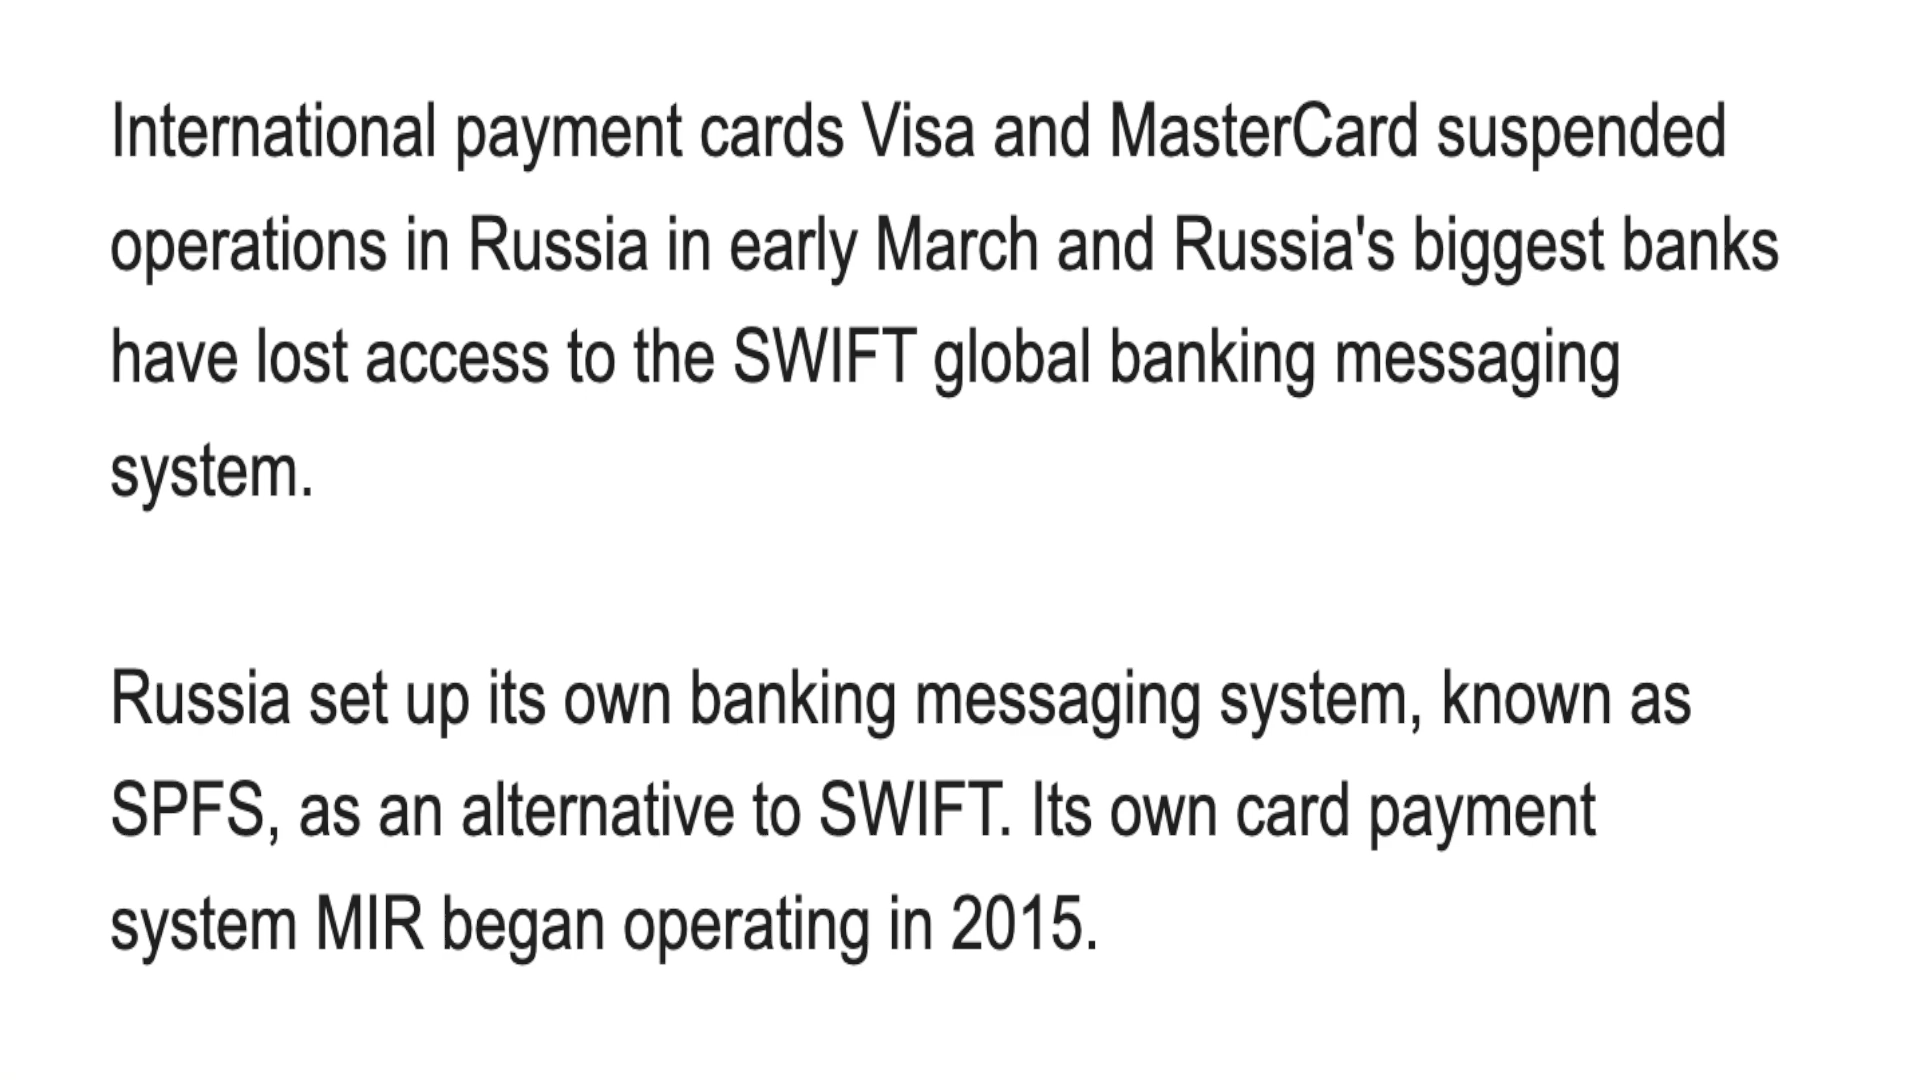 International payment cards Visa and MasterCard suspended
operations in Russia in early March and Russia's biggest banks
have lost access to the SWIFT global banking messaging
system.
Russia set up its own banking messaging system, known as
SPFS, as an alternative to SWIFT. Its own card payment
system MIR began operating in 2015.